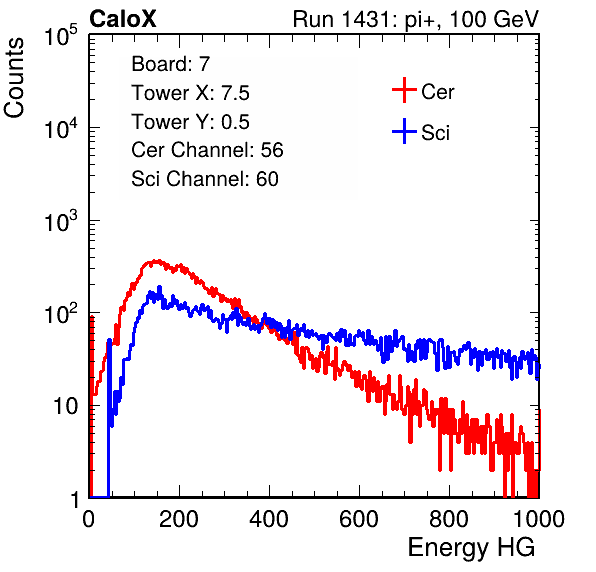 CaloX Run 1431: pi+, 100 GeV
Counts
Board: 7
Tower X: 7.5
Tower Y: 0.5
Cer Channel: 56
Sci Channel: 60
Cer
Sci
10^5
10^4
10^3
10^2
10
1
0 200 400 600 800 1000
Energy HG